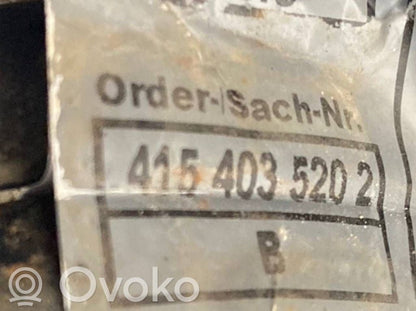 Order-/Sach-Nr.
415 403 520 2
B
© Ovoko